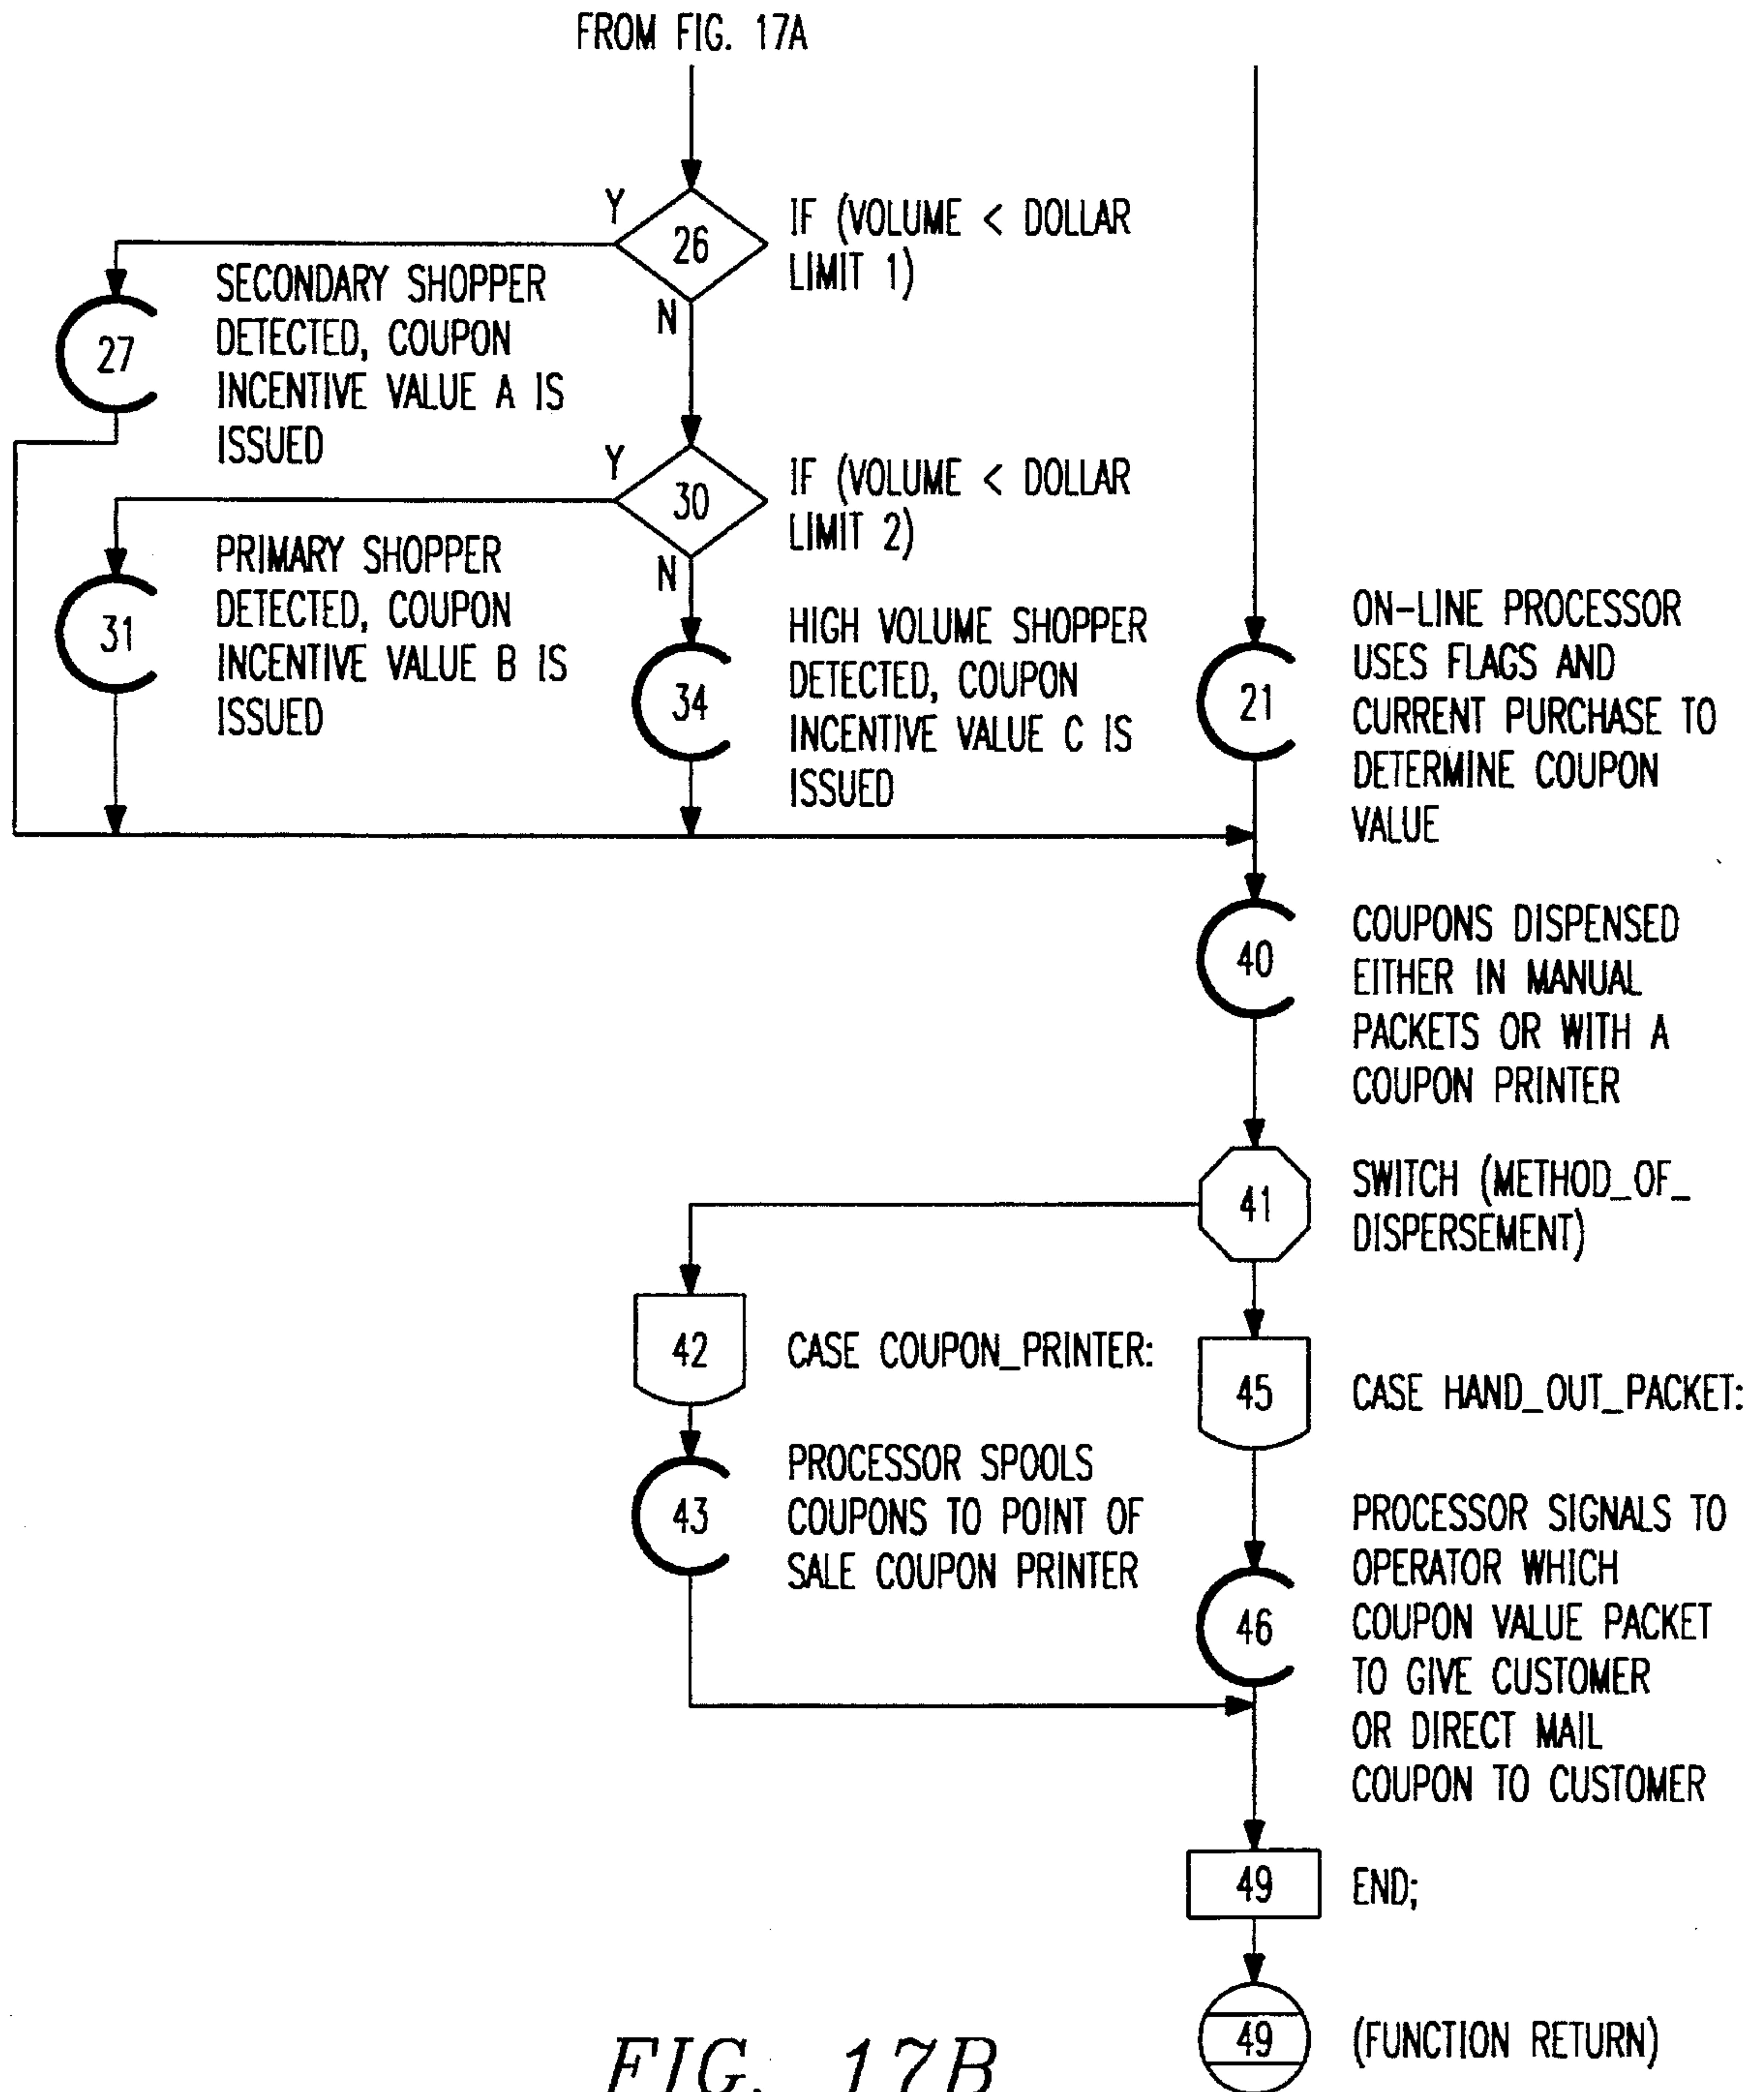 FROM FIG. 17A
Y
26
IF (VOLUME < DOLLAR
LIMIT 1)
N
27
SECONDARY SHOPPER
DETECTED, COUPON
INCENTIVE VALUE A IS
ISSUED
Y
30
IF (VOLUME < DOLLAR
LIMIT 2)
N
31
PRIMARY SHOPPER
DETECTED, COUPON
INCENTIVE VALUE B IS
ISSUED
34
HIGH VOLUME SHOPPER
DETECTED, COUPON
INCENTIVE VALUE C IS
ISSUED
21
ON-LINE PROCESSOR
USES FLAGS AND
CURRENT PURCHASE TO
DETERMINE COUPON
VALUE
40
COUPONS DISPENSED
EITHER IN MANUAL
PACKETS OR WITH A
COUPON PRINTER
41
SWITCH (METHOD_OF_
DISPERSEMENT)
42
CASE COUPON_PRINTER:
45
CASE HAND_OUT_PACKET:
43
PROCESSOR SPOOLS
COUPONS TO POINT OF
SALE COUPON PRINTER
46
PROCESSOR SIGNALS TO
OPERATOR WHICH
COUPON VALUE PACKET
TO GIVE CUSTOMER
OR DIRECT MAIL
COUPON TO CUSTOMER
49
END;
49
(FUNCTION RETURN)
FIG. 17B